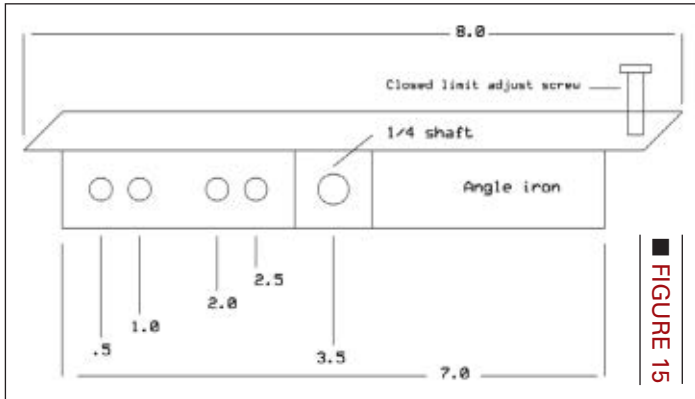 8.0
Closed limit adjust screw
1/4 shaft
Angle iron
.5
1.0
2.0
2.5
3.5
7.0
■ FIGURE 15